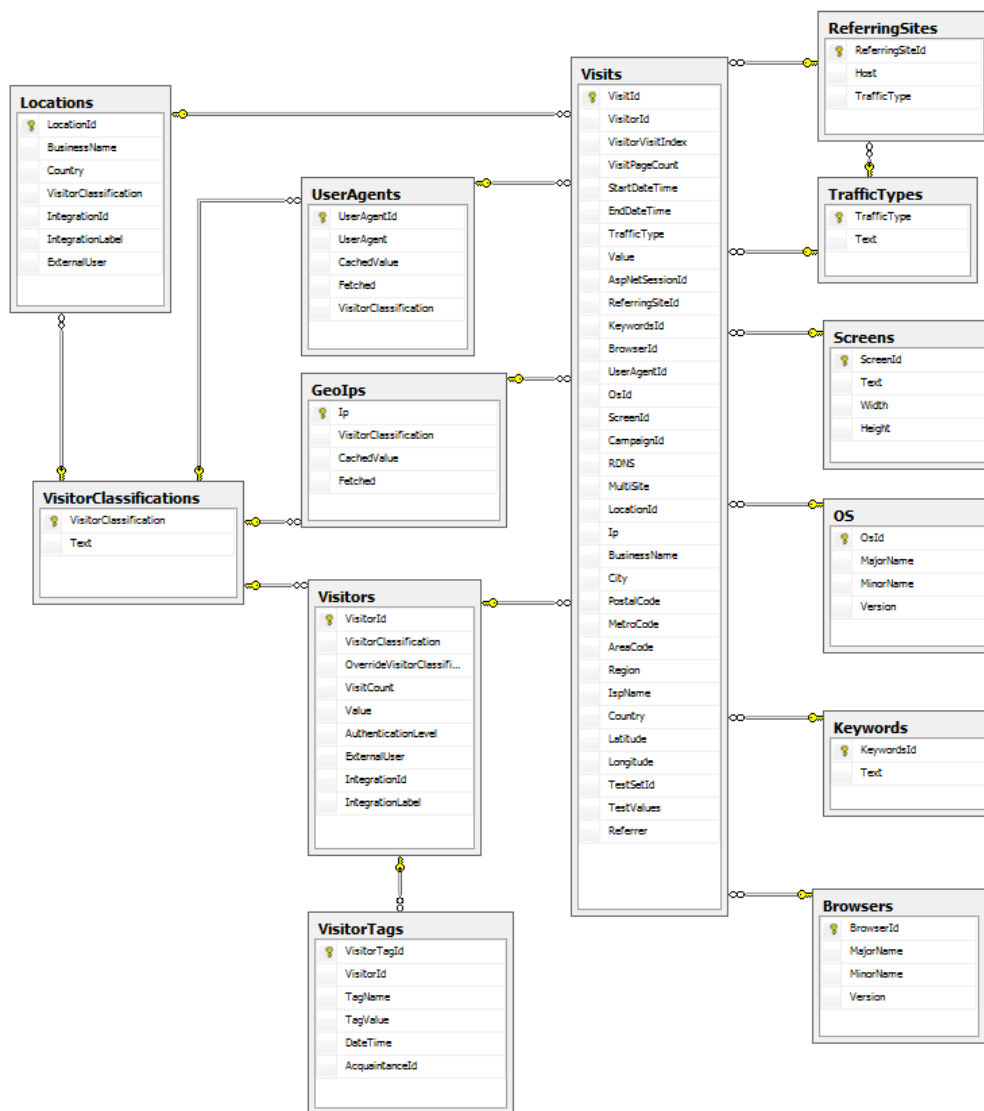 Locations
LocationId
BusinessName
Country
VisitorClassification
IntegrationId
IntegrationLabel
ExternalUser
UserAgents
UserAgentId
UserAgent
CachedValue
Fetched
VisitorClassification
GeoIps
Ip
VisitorClassification
CachedValue
Fetched
VisitorClassifications
VisitorClassification
Text
Visitors
VisitorId
VisitorClassification
OverrideVisitorClassifi...
VisitCount
Value
AuthenticationLevel
ExternalUser
IntegrationId
IntegrationLabel
VisitorTags
VisitorTagId
VisitorId
TagName
TagValue
DateTime
AcquaintanceId
Visits
VisitId
VisitorId
VisitorVisitIndex
VisitPageCount
StartDateTime
EndDateTime
TrafficType
Value
AspNetSessionId
ReferringSiteId
KeywordsId
BrowserId
UserAgentId
OsId
ScreenId
CampaignId
RDNS
MultiSite
LocationId
Ip
BusinessName
City
PostalCode
MetroCode
AreaCode
Region
IspName
Country
Latitude
Longitude
TestSetId
TestValues
Referrer
ReferringSites
ReferringSiteId
Host
TrafficType
TrafficTypes
TrafficType
Text
Screens
ScreenId
Text
Width
Height
OS
OsId
MajorName
MinorName
Version
Keywords
KeywordsId
Text
Browsers
BrowserId
MajorName
MinorName
Version